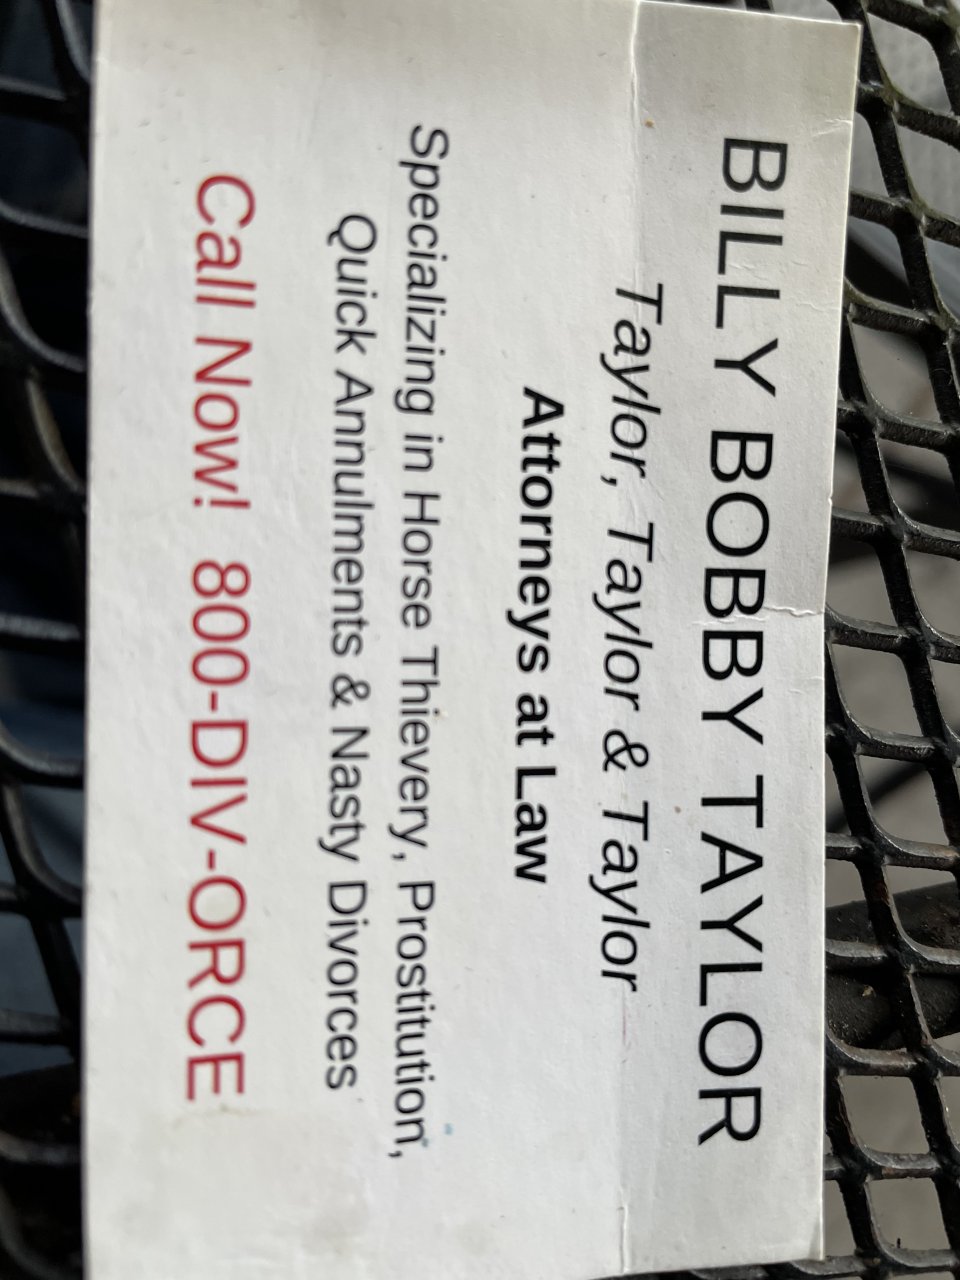 BILLY BOBBY TAYLOR
Taylor, Taylor & Taylor
Attorneys at Law
Specializing in Horse Thievery, Prostitution,
Quick Annulments & Nasty Divorces
Call Now!  800-DIV-ORCE